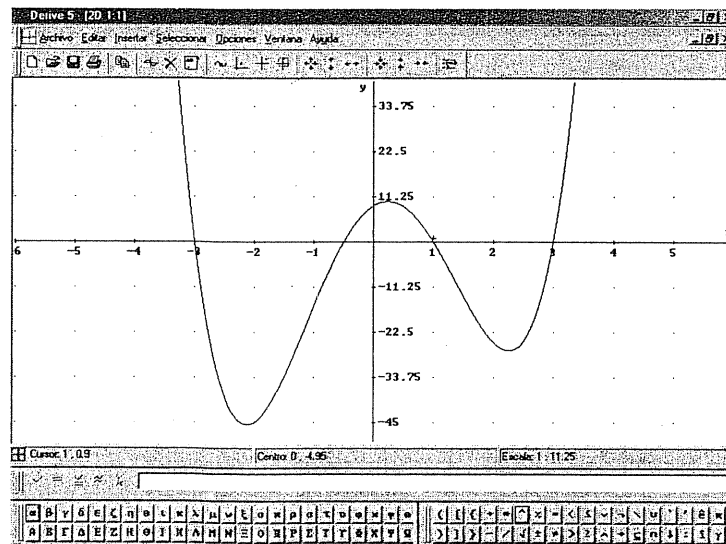 Derive 5 - [2D 1:1]
Archivo Editar Insertar Seleccionar Opciones Ventana Ayuda
y
33.75
22.5
11.25
-6 -5 -4 -3 -2 -1 1 2 3 4 5
-11.25
-22.5
-33.75
-45
Cursor: 1, 0.9 Centro: 0, -4.95 Escala: 1 : 11.25
α β γ δ ε ζ η θ ι κ λ μ ν ξ ο π ρ σ τ υ φ χ ψ ω
Α Β Γ Δ Ε Ζ Η Θ Ι Κ Λ Μ Ν Ξ Ο Π Ρ Σ Τ Υ Φ Χ Ψ Ω